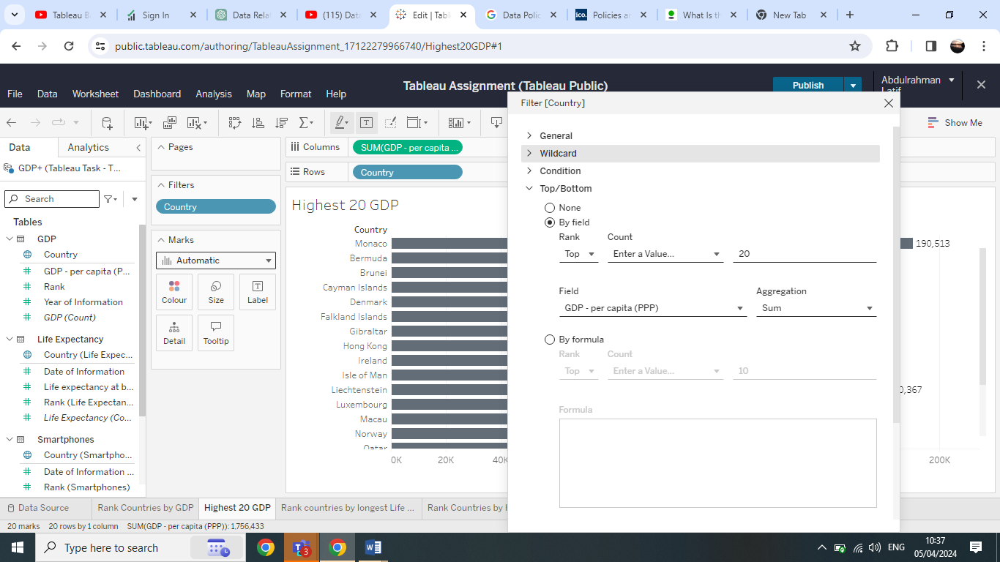 Tableau B
Sign In
Data Rela
(115) Data
Edit | Tabl
Data Polic
ico.
Policies a
What Is th
New Tab
public.tableau.com/authoring/TableauAssignment_17122279966740/Highest20GDP#1
Tableau Assignment (Tableau Public)
Publish
Abdulrahman
Latif
File Data Worksheet Dashboard Analysis Map Format Help
Show Me
Data
Analytics
GDP+ (Tableau Task - T...
Search
Tables
GDP
Country
GDP - per capita (P...
Rank
Year of Information
GDP (Count)
Life Expectancy
Country (Life Expec...
Date of Information
Life expectancy at b...
Rank (Life Expectan...
Life Expectancy (Co...
Smartphones
Country (Smartpho...
Date of Information ...
Rank (Smartphones)
Pages
Filters
Country
Marks
Automatic
Colour
Size
Label
Detail
Tooltip
Columns
SUM(GDP - per capita ...
Rows
Country
Highest 20 GDP
Country
Monaco
Bermuda
Brunei
Cayman Islands
Denmark
Falkland Islands
Gibraltar
Hong Kong
Ireland
Isle of Man
Liechtenstein
Luxembourg
Macau
Norway
Qatar
0K
20K
40K
200K
190,513
0,367
Filter [Country]
General
Wildcard
Condition
Top/Bottom
None
By field
Rank
Count
Top
Enter a Value...
20
Field
Aggregation
GDP - per capita (PPP)
Sum
By formula
Rank
Count
Top
Enter a Value...
10
Formula
Data Source
Rank Countries by GDP
Highest 20 GDP
Rank countries by longest Life ...
Rank Countries by
20 marks 20 rows by 1 column SUM(GDP - per capita (PPP)): 1,756,433
Type here to search
3
ENG
10:37
05/04/2024